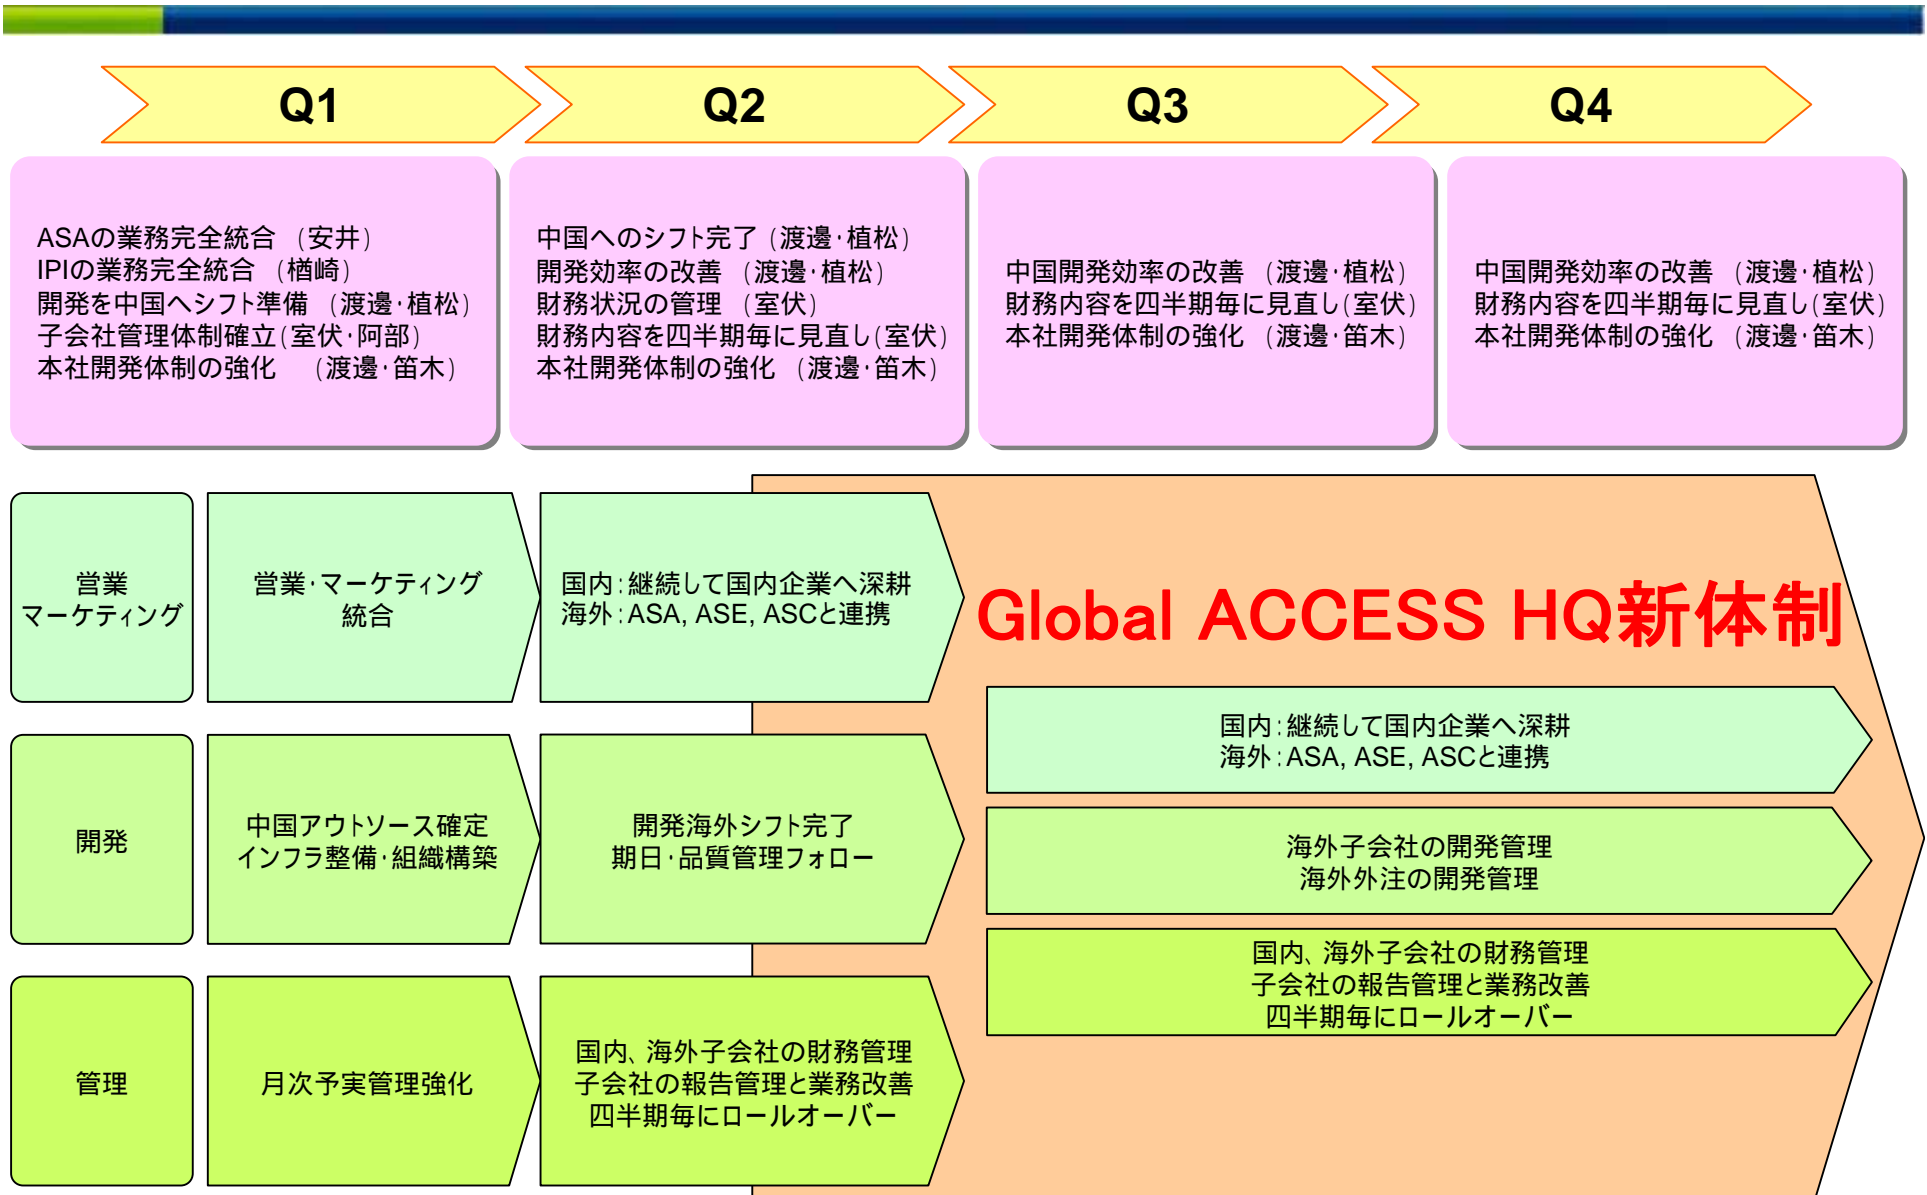 Q1
Q2
Q3
Q4
ASAの業務完全統合 (安井)
IPIの業務完全統合 (楢崎)
開発を中国へシフト準備 (渡邊・植松)
子会社管理体制確立(室伏・阿部)
本社開発体制の強化 (渡邊・笛木)
中国へのシフト完了 (渡邊・植松)
開発効率の改善 (渡邊・植松)
財務状況の管理 (室伏)
財務内容を四半期毎に見直し(室伏)
本社開発体制の強化 (渡邊・笛木)
中国開発効率の改善 (渡邊・植松)
財務内容を四半期毎に見直し(室伏)
本社開発体制の強化 (渡邊・笛木)
中国開発効率の改善 (渡邊・植松)
財務内容を四半期毎に見直し(室伏)
本社開発体制の強化 (渡邊・笛木)
営業
マーケティング
営業・マーケティング
統合
国内:継続して国内企業へ深耕
海外:ASA, ASE, ASCと連携
Global ACCESS HQ新体制
国内:継続して国内企業へ深耕
海外:ASA, ASE, ASCと連携
開発
中国アウトソース確定
インフラ整備・組織構築
開発海外シフト完了
期日・品質管理フォロー
海外子会社の開発管理
海外外注の開発管理
国内、海外子会社の財務管理
子会社の報告管理と業務改善
四半期毎にロールオーバー
管理
月次予実管理強化
国内、海外子会社の財務管理
子会社の報告管理と業務改善
四半期毎にロールオーバー